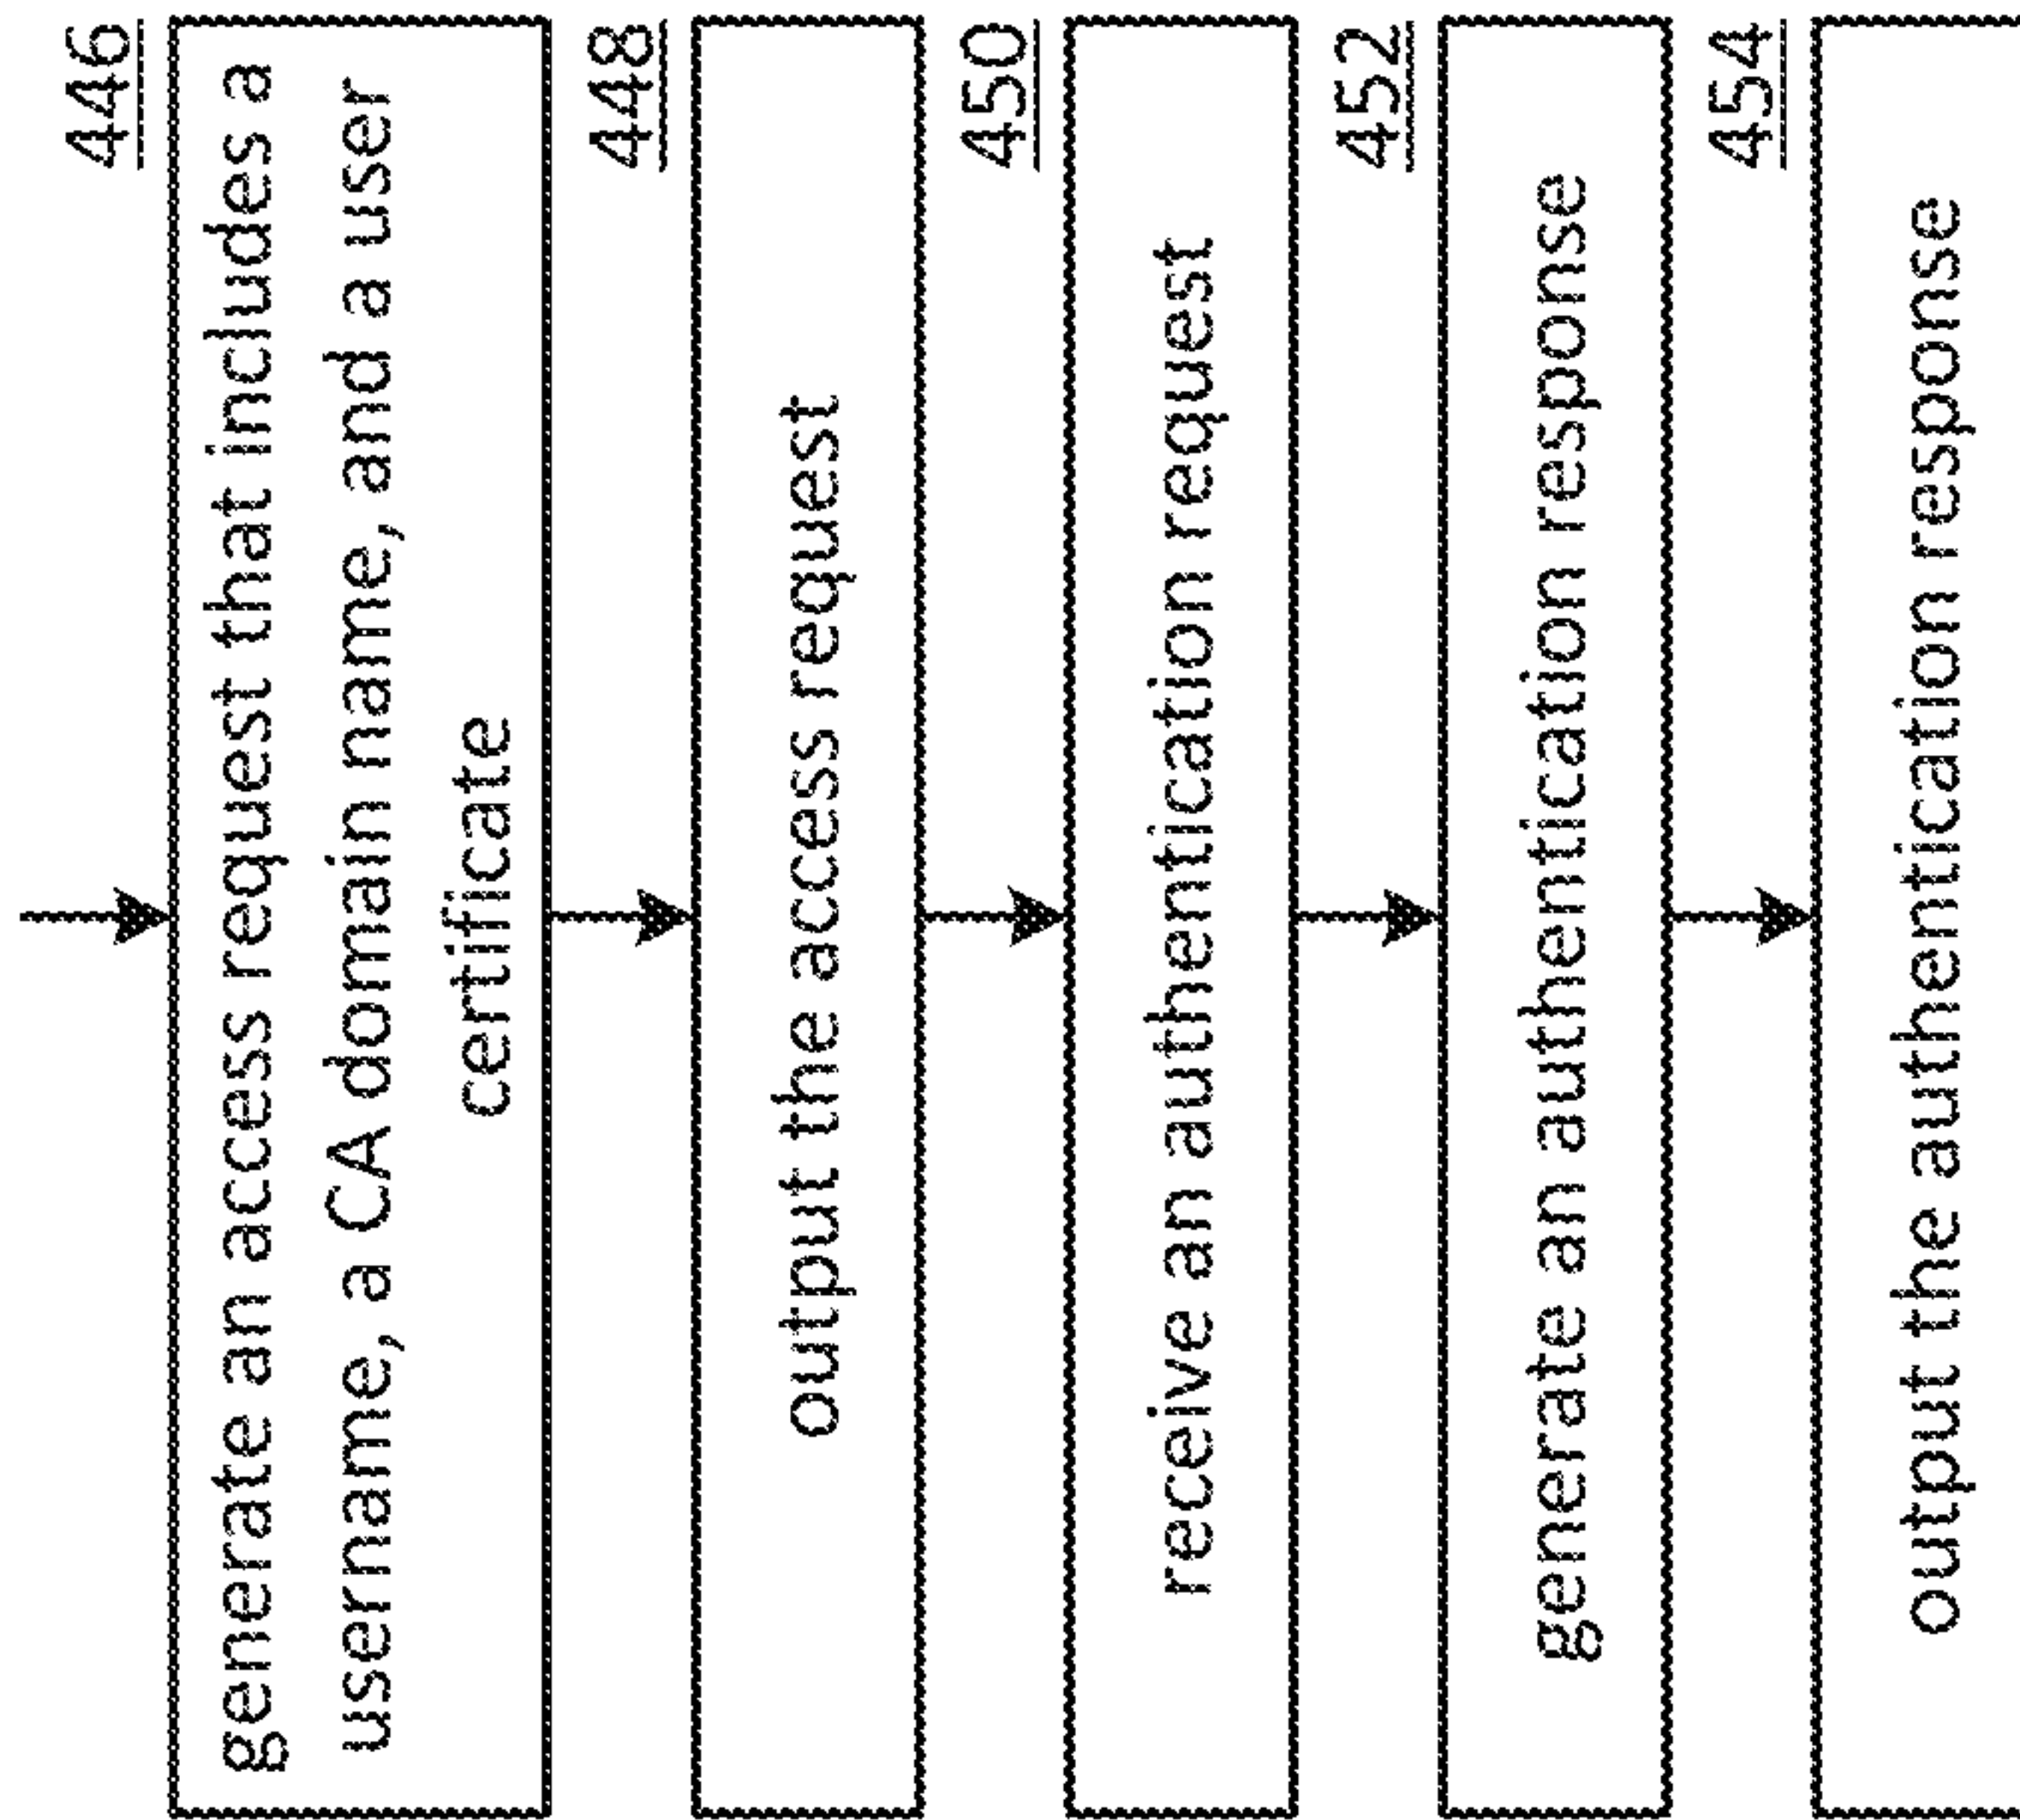 446
generate an access request that includes a
username, a CA domain name, and a user
certificate
448
output the access request
450
receive an authentication request
452
generate an authentication response
454
output the authentication response